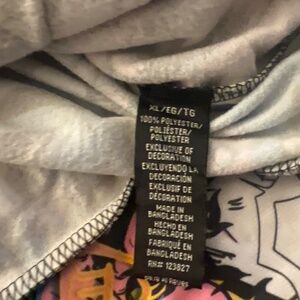 XL/EG/TG
100% POLYESTER/
POLIÉSTER/
POLYESTER
EXCLUSIVE OF
DECORATION
EXCLUYENDO LA
DECORACIÓN
EXCLUSIF DE
DÉCORATION
MADE IN
BANGLADESH
HECHO EN
BANGLADESH
FABRIQUÉ EN
BANGLADESH
RN# 123827